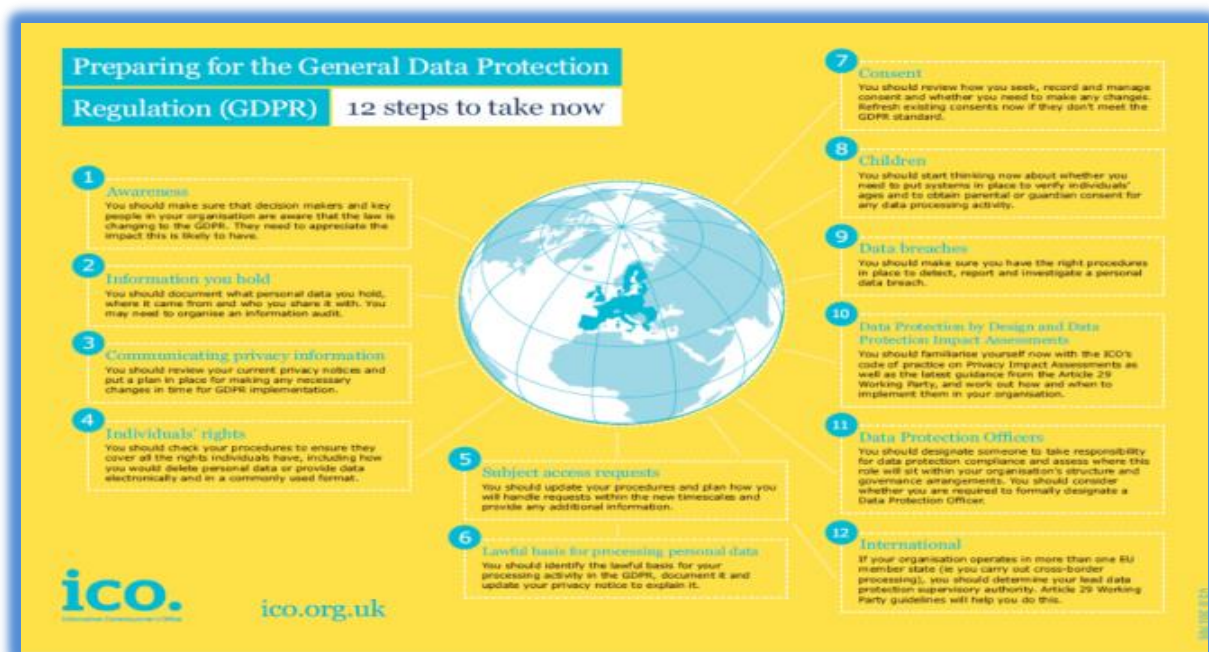 Preparing for the General Data Protection
Regulation (GDPR) 12 steps to take now
1
Awareness
You should make sure that decision makers and key
people in your organisation are aware that the law is
changing to the GDPR. They need to appreciate the
impact this is likely to have.
2
Information you hold
You should document what personal data you hold,
where it came from and who you share it with. You
may need to organise an information audit.
3
Communicating privacy information
You should review your current privacy notices and
put a plan in place for making any necessary
changes in time for GDPR implementation.
4
Individuals' rights
You should check your procedures to ensure they
cover all the rights individuals have, including how
you would delete personal data or provide data
electronically and in a commonly used format.
5
Subject access requests
You should update your procedures and plan how you
will handle requests within the new timescales and
provide any additional information.
6
Lawful basis for processing personal data
You should identify the lawful basis for your
processing activity in the GDPR, document it and
update your privacy notice to explain it.
7
Consent
You should review how you seek, record and manage
consent and whether you need to make any changes.
Refresh existing consents now if they don't meet the
GDPR standard.
8
Children
You should start thinking now about whether you
need to put systems in place to verify individuals'
ages and to obtain parental or guardian consent for
any data processing activity.
9
Data breaches
You should make sure you have the right procedures
in place to detect, report and investigate a personal
data breach.
10
Data Protection by Design and Data
Protection Impact Assessments
You should familiarise yourself now with the ICO's
code of practice on Privacy Impact Assessments as
well as the latest guidance from the Article 29
Working Party, and work out how and when to
implement them in your organisation.
11
Data Protection Officers
You should designate someone to take responsibility
for data protection compliance and assess where this
role will sit within your organisation's structure and
governance arrangements. You should consider
whether you are required to formally designate a
Data Protection Officer.
12
International
If your organisation operates in more than one EU
member state (ie you carry out cross-border
processing), you should determine your lead data
protection supervisory authority. Article 29 Working
Party guidelines will help you do this.
ico.
Information Commissioner's Office
ico.org.uk